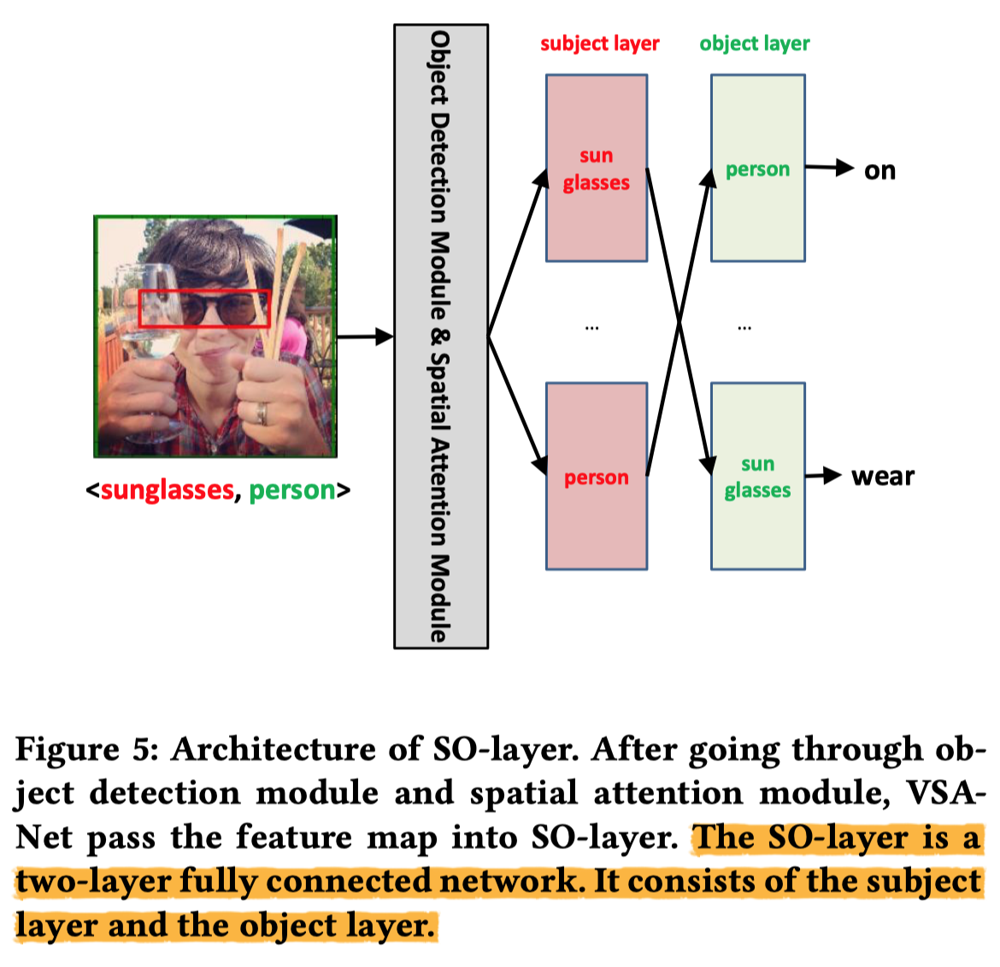 subject layer
object layer
Object Detection Module & Spatial Attention Module
sun
glasses
person
on
...
...
person
sun
glasses
wear
<sunglasses, person>
Figure 5: Architecture of SO-layer. After going through ob-
ject detection module and spatial attention module, VSA-
Net pass the feature map into SO-layer. The SO-layer is a
two-layer fully connected network. It consists of the subject
layer and the object layer.